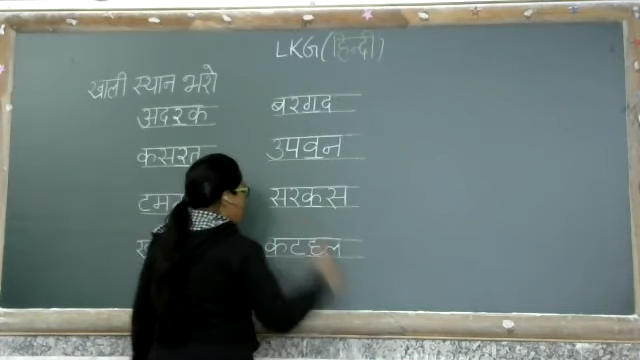 LKG (हिन्दी)
खाली स्थान भरो
अदरक
बरगद
कसरत
उपवन
सरकस
कटहल